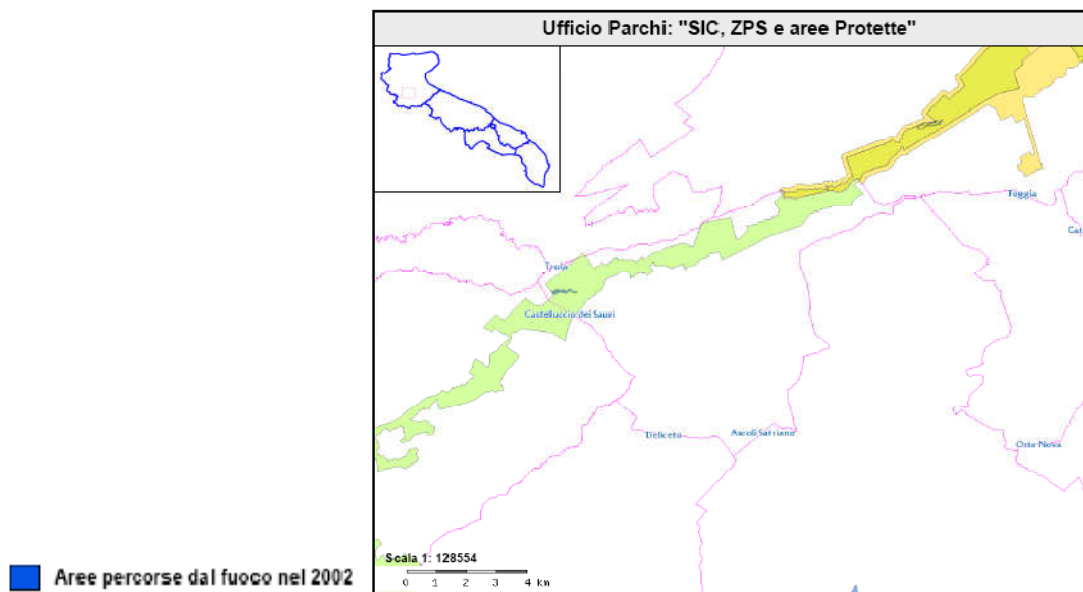 Ufficio Parchi: "SIC, ZPS e aree Protette"
Foggia
Troia
Castelluccio dei Sauri
Deliceto
Ascoli Satriano
Orta Nova
Scala 1: 128554
0 1 2 3 4 km
Aree percorse dal fuoco nel 2002